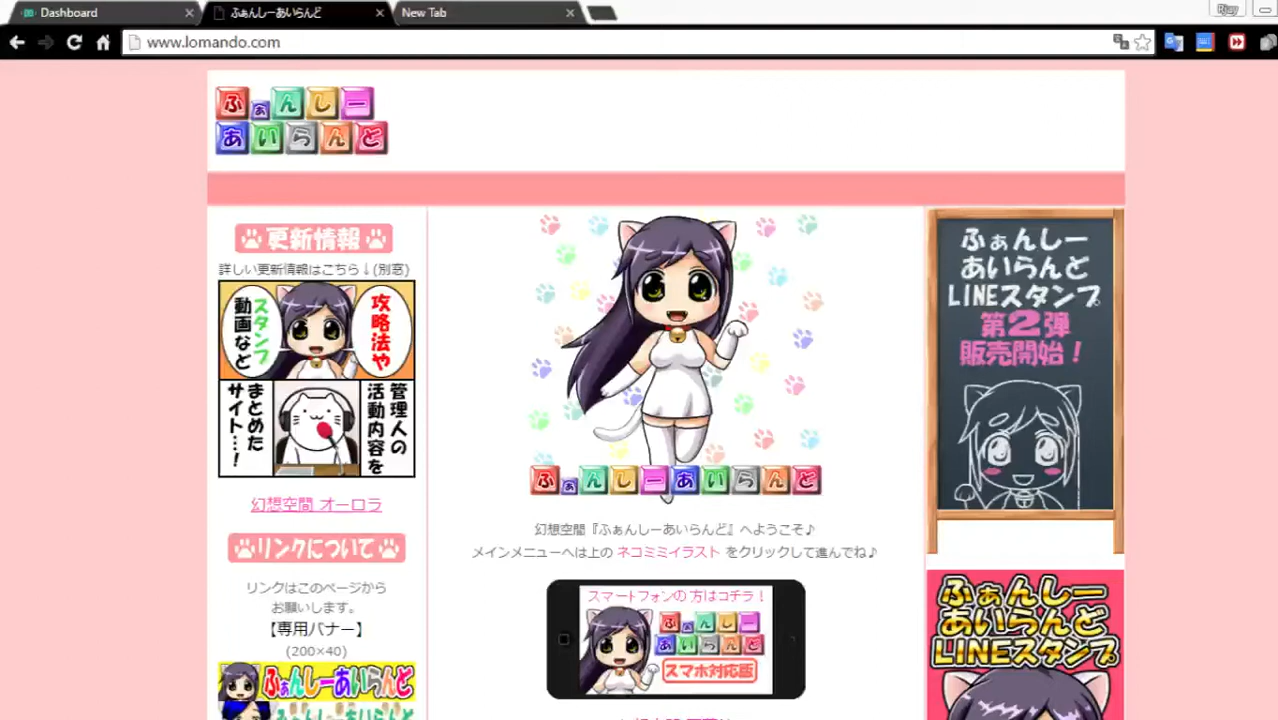 Dashboard
ふぁんしーあいらんど
New Tab
www.lomando.com
ふぁんしー
あいらんど
更新情報
詳しい更新情報はこちら↓(別窓)
スタンプ
動画など
攻略法や
まとめた
サイト…!
管理人の
活動内容を
幻想空間 オーロラ
リンクについて
リンクはこのページから
お願いします。
【専用バナー】
(200×40)
ふぁんしーあいらんど
ふぁんしーあいらんど
幻想空間『ふぁんしーあいらんど』へようこそ♪
メインメニューへは上の ネコミミイラスト をクリックして進んでね♪
スマートフォンの方はコチラ!
ふぁんしー
あいらんど
スマホ対応版
ふぁんしー
あいらんど
LINEスタンプ
第2弾
販売開始!
ふぁんしー
あいらんど
LINEスタンプ